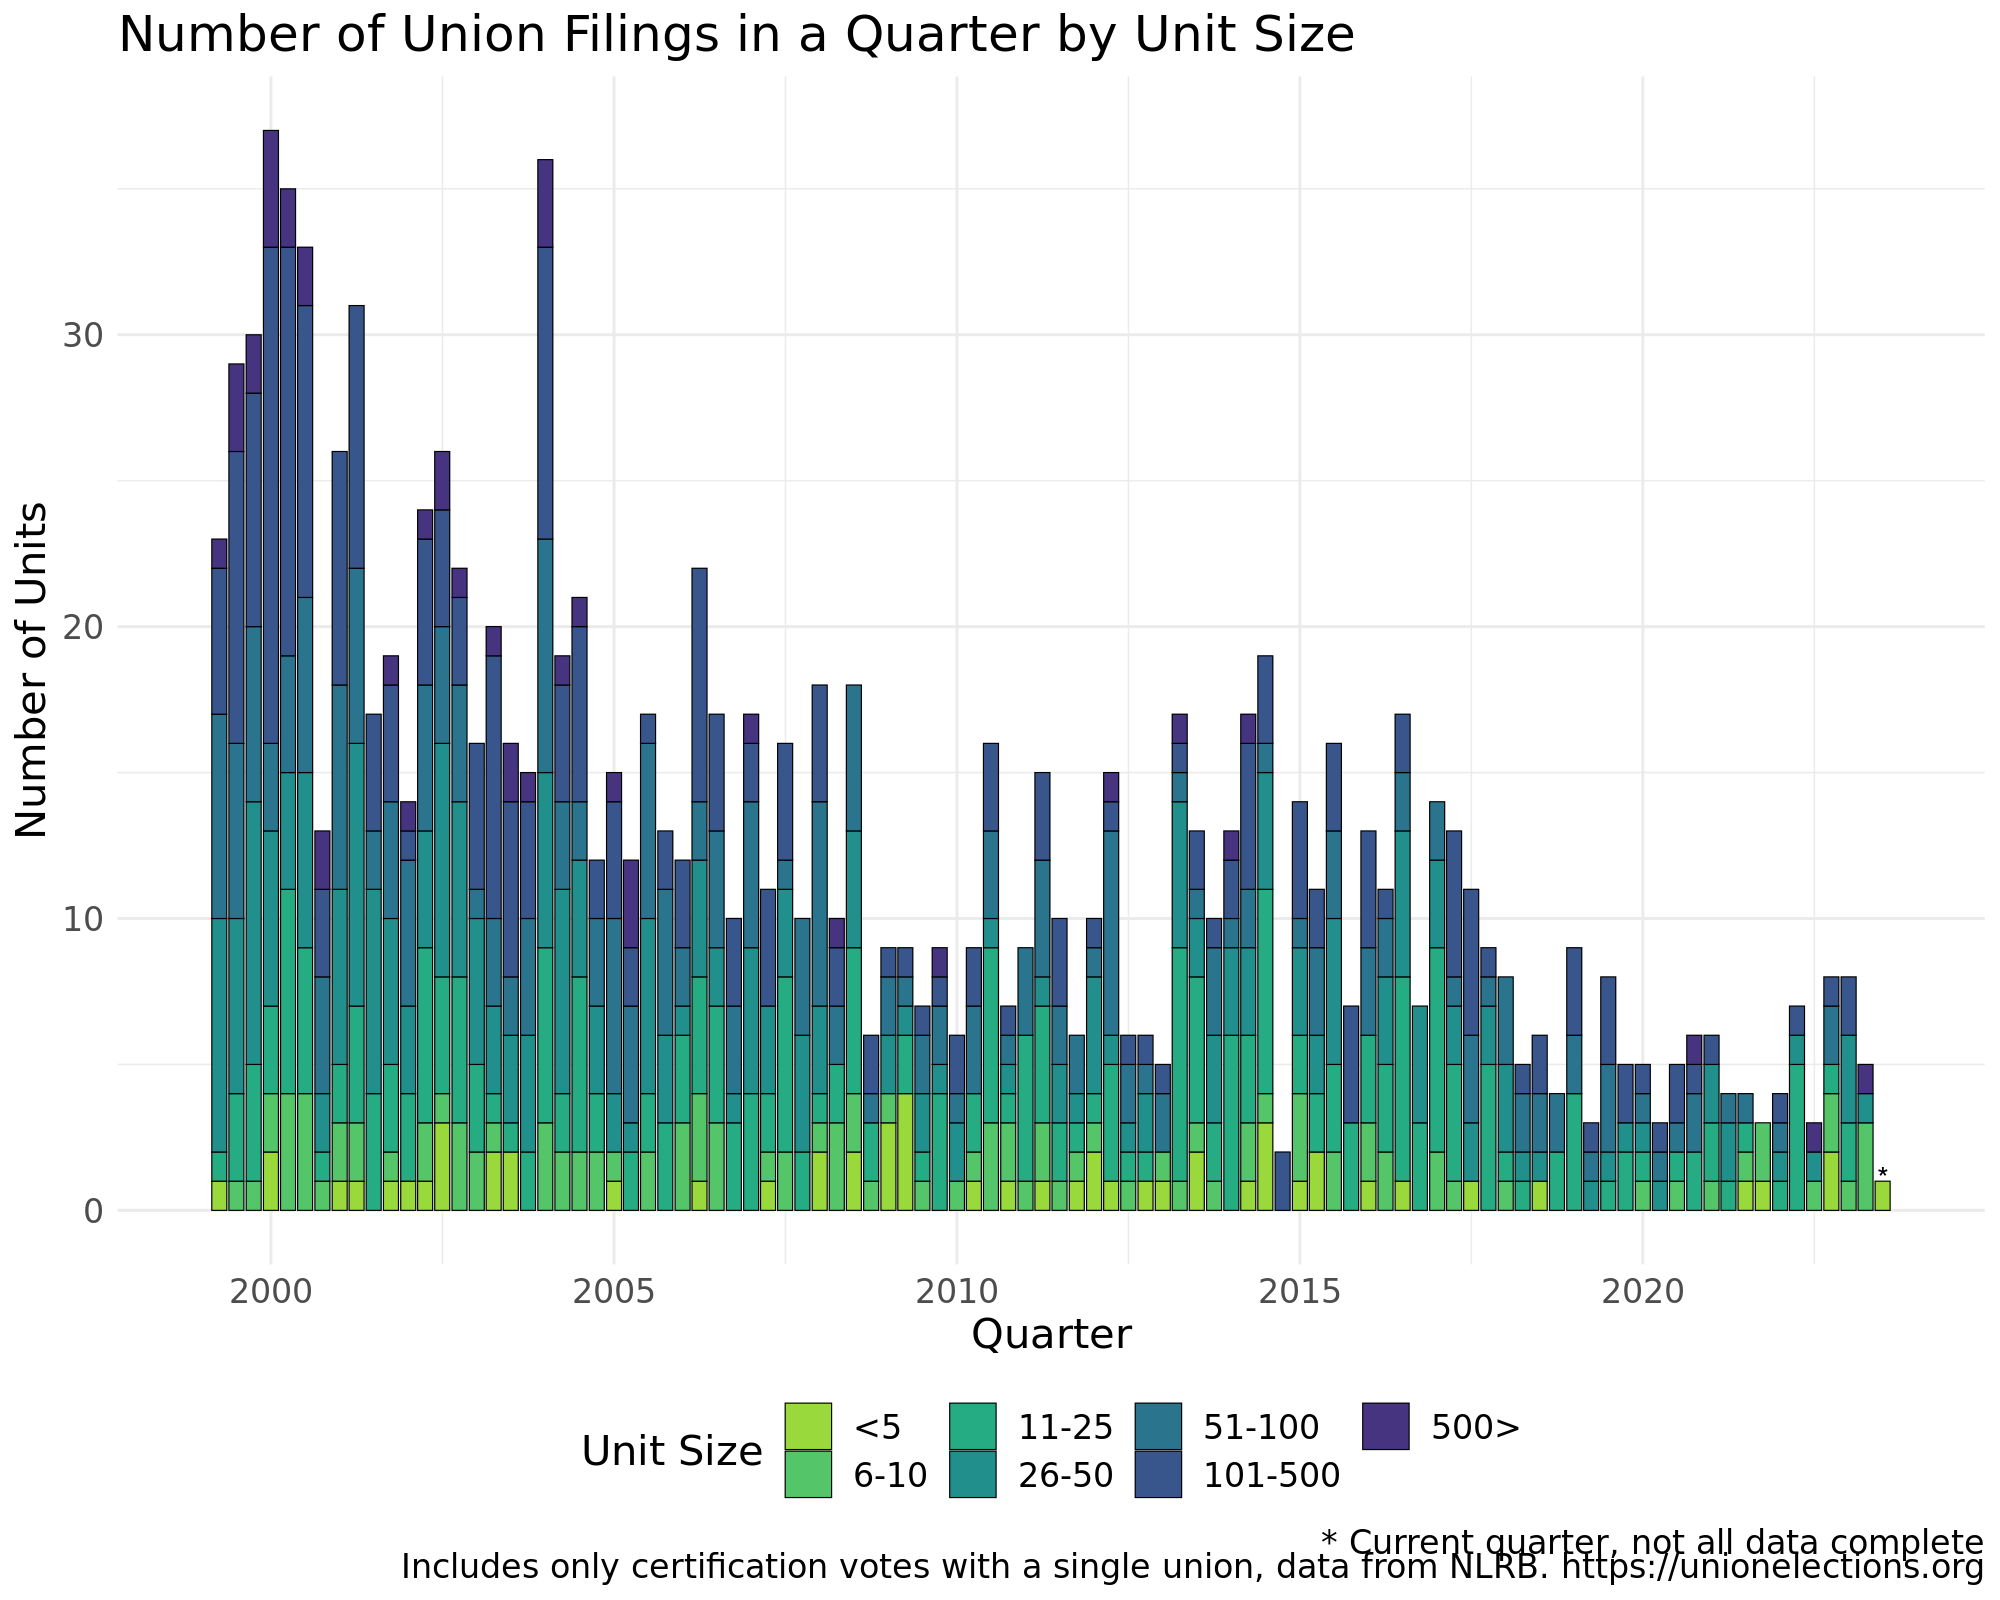 Number of Union Filings in a Quarter by Unit Size
Number of Units
30
20
10
0
*
2000 2005 2010 2015 2020
Quarter
Unit Size
<5 11-25 51-100 500>
6-10 26-50 101-500
* Current quarter, not all data complete
Includes only certification votes with a single union, data from NLRB. https://unionelections.org